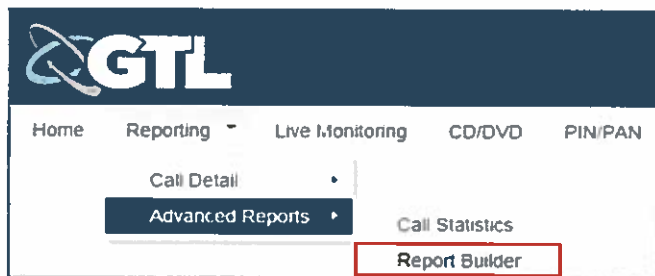 GTL
Home Reporting Live Monitoring CD/DVD PIN/PAN
Call Detail
Advanced Reports
Call Statistics
Report Builder